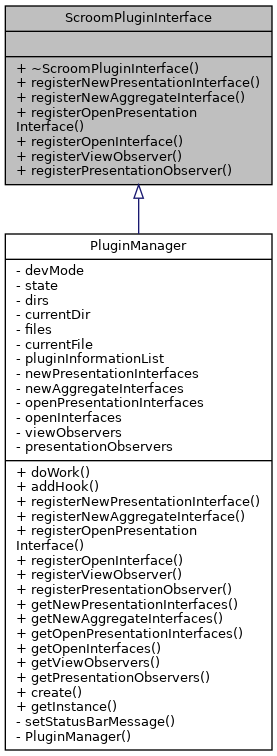 ScroomPluginInterface
+ ~ScroomPluginInterface()
+ registerNewPresentationInterface()
+ registerNewAggregateInterface()
+ registerOpenPresentation
Interface()
+ registerOpenInterface()
+ registerViewObserver()
+ registerPresentationObserver()
PluginManager
- devMode
- state
- dirs
- currentDir
- files
- currentFile
- pluginInformationList
- newPresentationInterfaces
- newAggregateInterfaces
- openPresentationInterfaces
- openInterfaces
- viewObservers
- presentationObservers
+ doWork()
+ addHook()
+ registerNewPresentationInterface()
+ registerNewAggregateInterface()
+ registerOpenPresentation
Interface()
+ registerOpenInterface()
+ registerViewObserver()
+ registerPresentationObserver()
+ getNewPresentationInterfaces()
+ getNewAggregateInterfaces()
+ getOpenPresentationInterfaces()
+ getOpenInterfaces()
+ getViewObservers()
+ getPresentationObservers()
+ create()
+ getInstance()
- setStatusBarMessage()
- PluginManager()